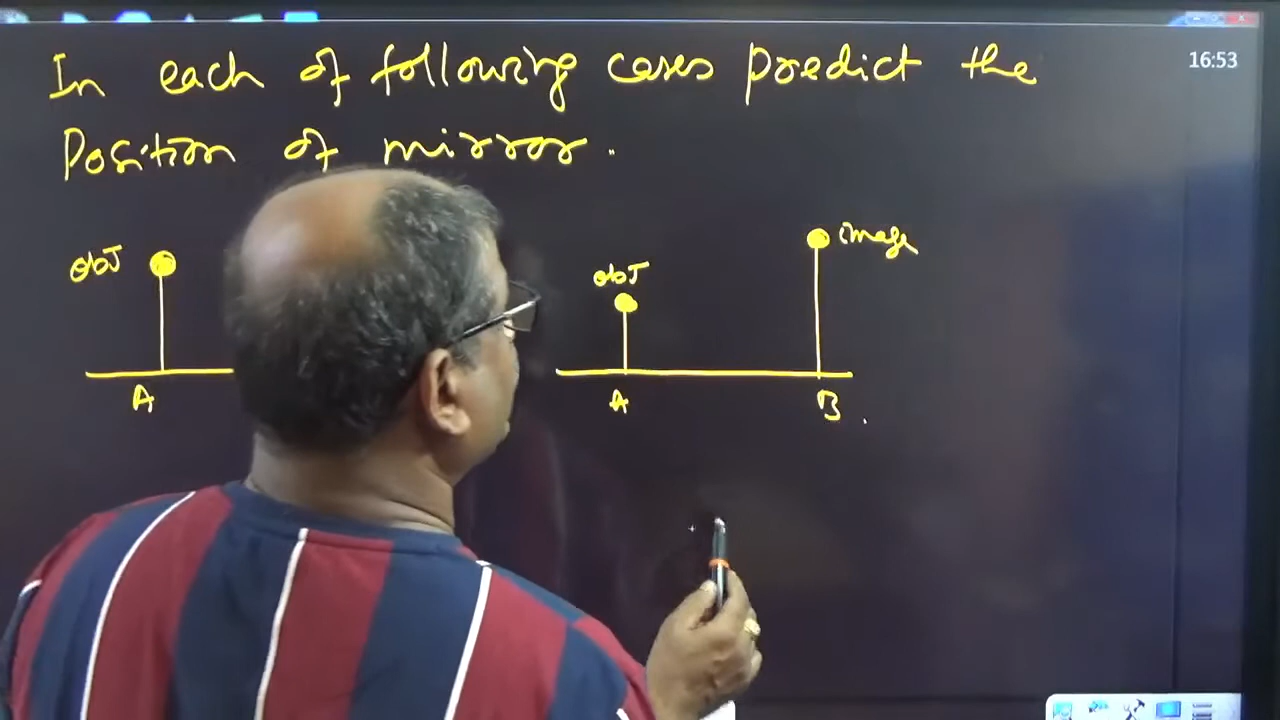 In each of following cases predict the
Position of mirror.
16:53
obJ
obJ
image
A
A
B